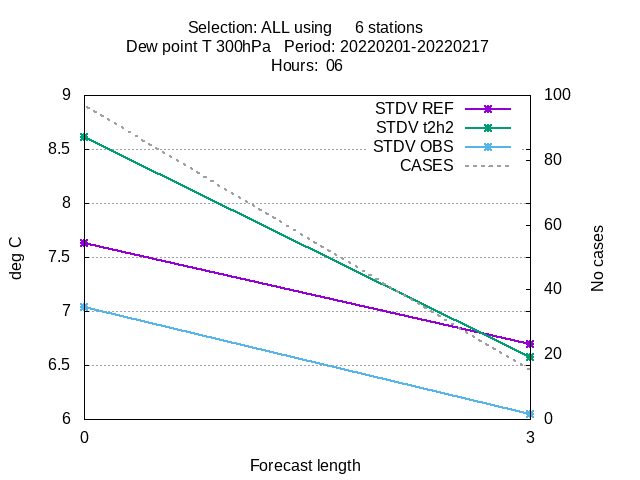 Selection: ALL using 6 stations
Dew point T 300hPa Period: 20220201-20220217
Hours: 06
9
8.5
8
7.5
7
6.5
6
100
80
60
40
20
0
STDV REF
STDV t2h2
STDV OBS
CASES
deg C
No cases
0
3
Forecast length